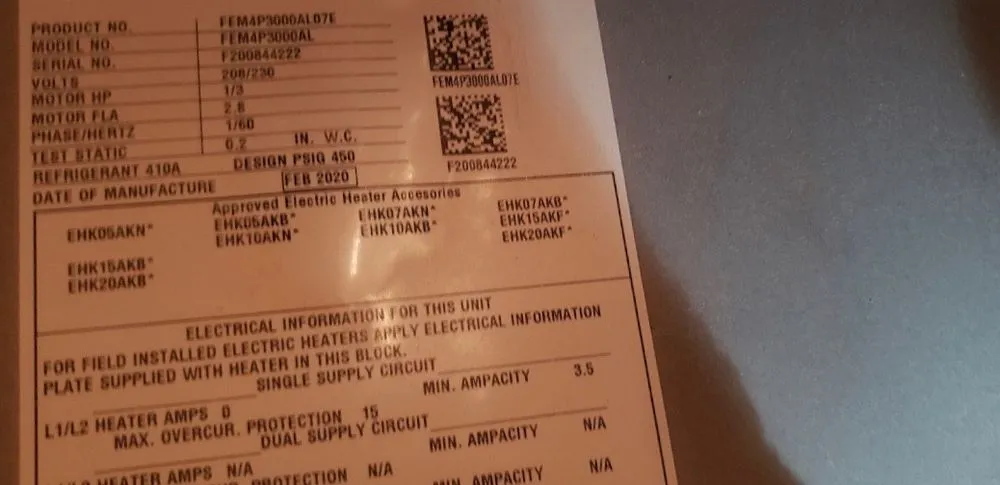 PRODUCT NO. FEM4P3000AL07E
MODEL NO. FEM4P3000AL
SERIAL NO. F200844222
VOLTS 208/230
MOTOR HP 1/3
MOTOR FLA 2.8
PHASE/HERTZ 1/60
TEST STATIC 0.2 IN. W.C.
REFRIGERANT 410A DESIGN PSIG 450
DATE OF MANUFACTURE FEB 2020
FEM4P3000AL07E
F200844222
Approved Electric Heater Accesories
EHK05AKN* EHK05AKB* EHK07AKN* EHK07AKB*
EHK10AKN* EHK10AKB* EHK15AKF*
EHK20AKF*
EHK15AKB*
EHK20AKB*
ELECTRICAL INFORMATION FOR THIS UNIT
FOR FIELD INSTALLED ELECTRIC HEATERS APPLY ELECTRICAL INFORMATION
PLATE SUPPLIED WITH HEATER IN THIS BLOCK.
SINGLE SUPPLY CIRCUIT
L1/L2 HEATER AMPS 0 MIN. AMPACITY 3.5
MAX. OVERCUR. PROTECTION 15
DUAL SUPPLY CIRCUIT
HEATER AMPS N/A MIN. AMPACITY N/A
PROTECTION N/A
MIN. AMPACITY N/A